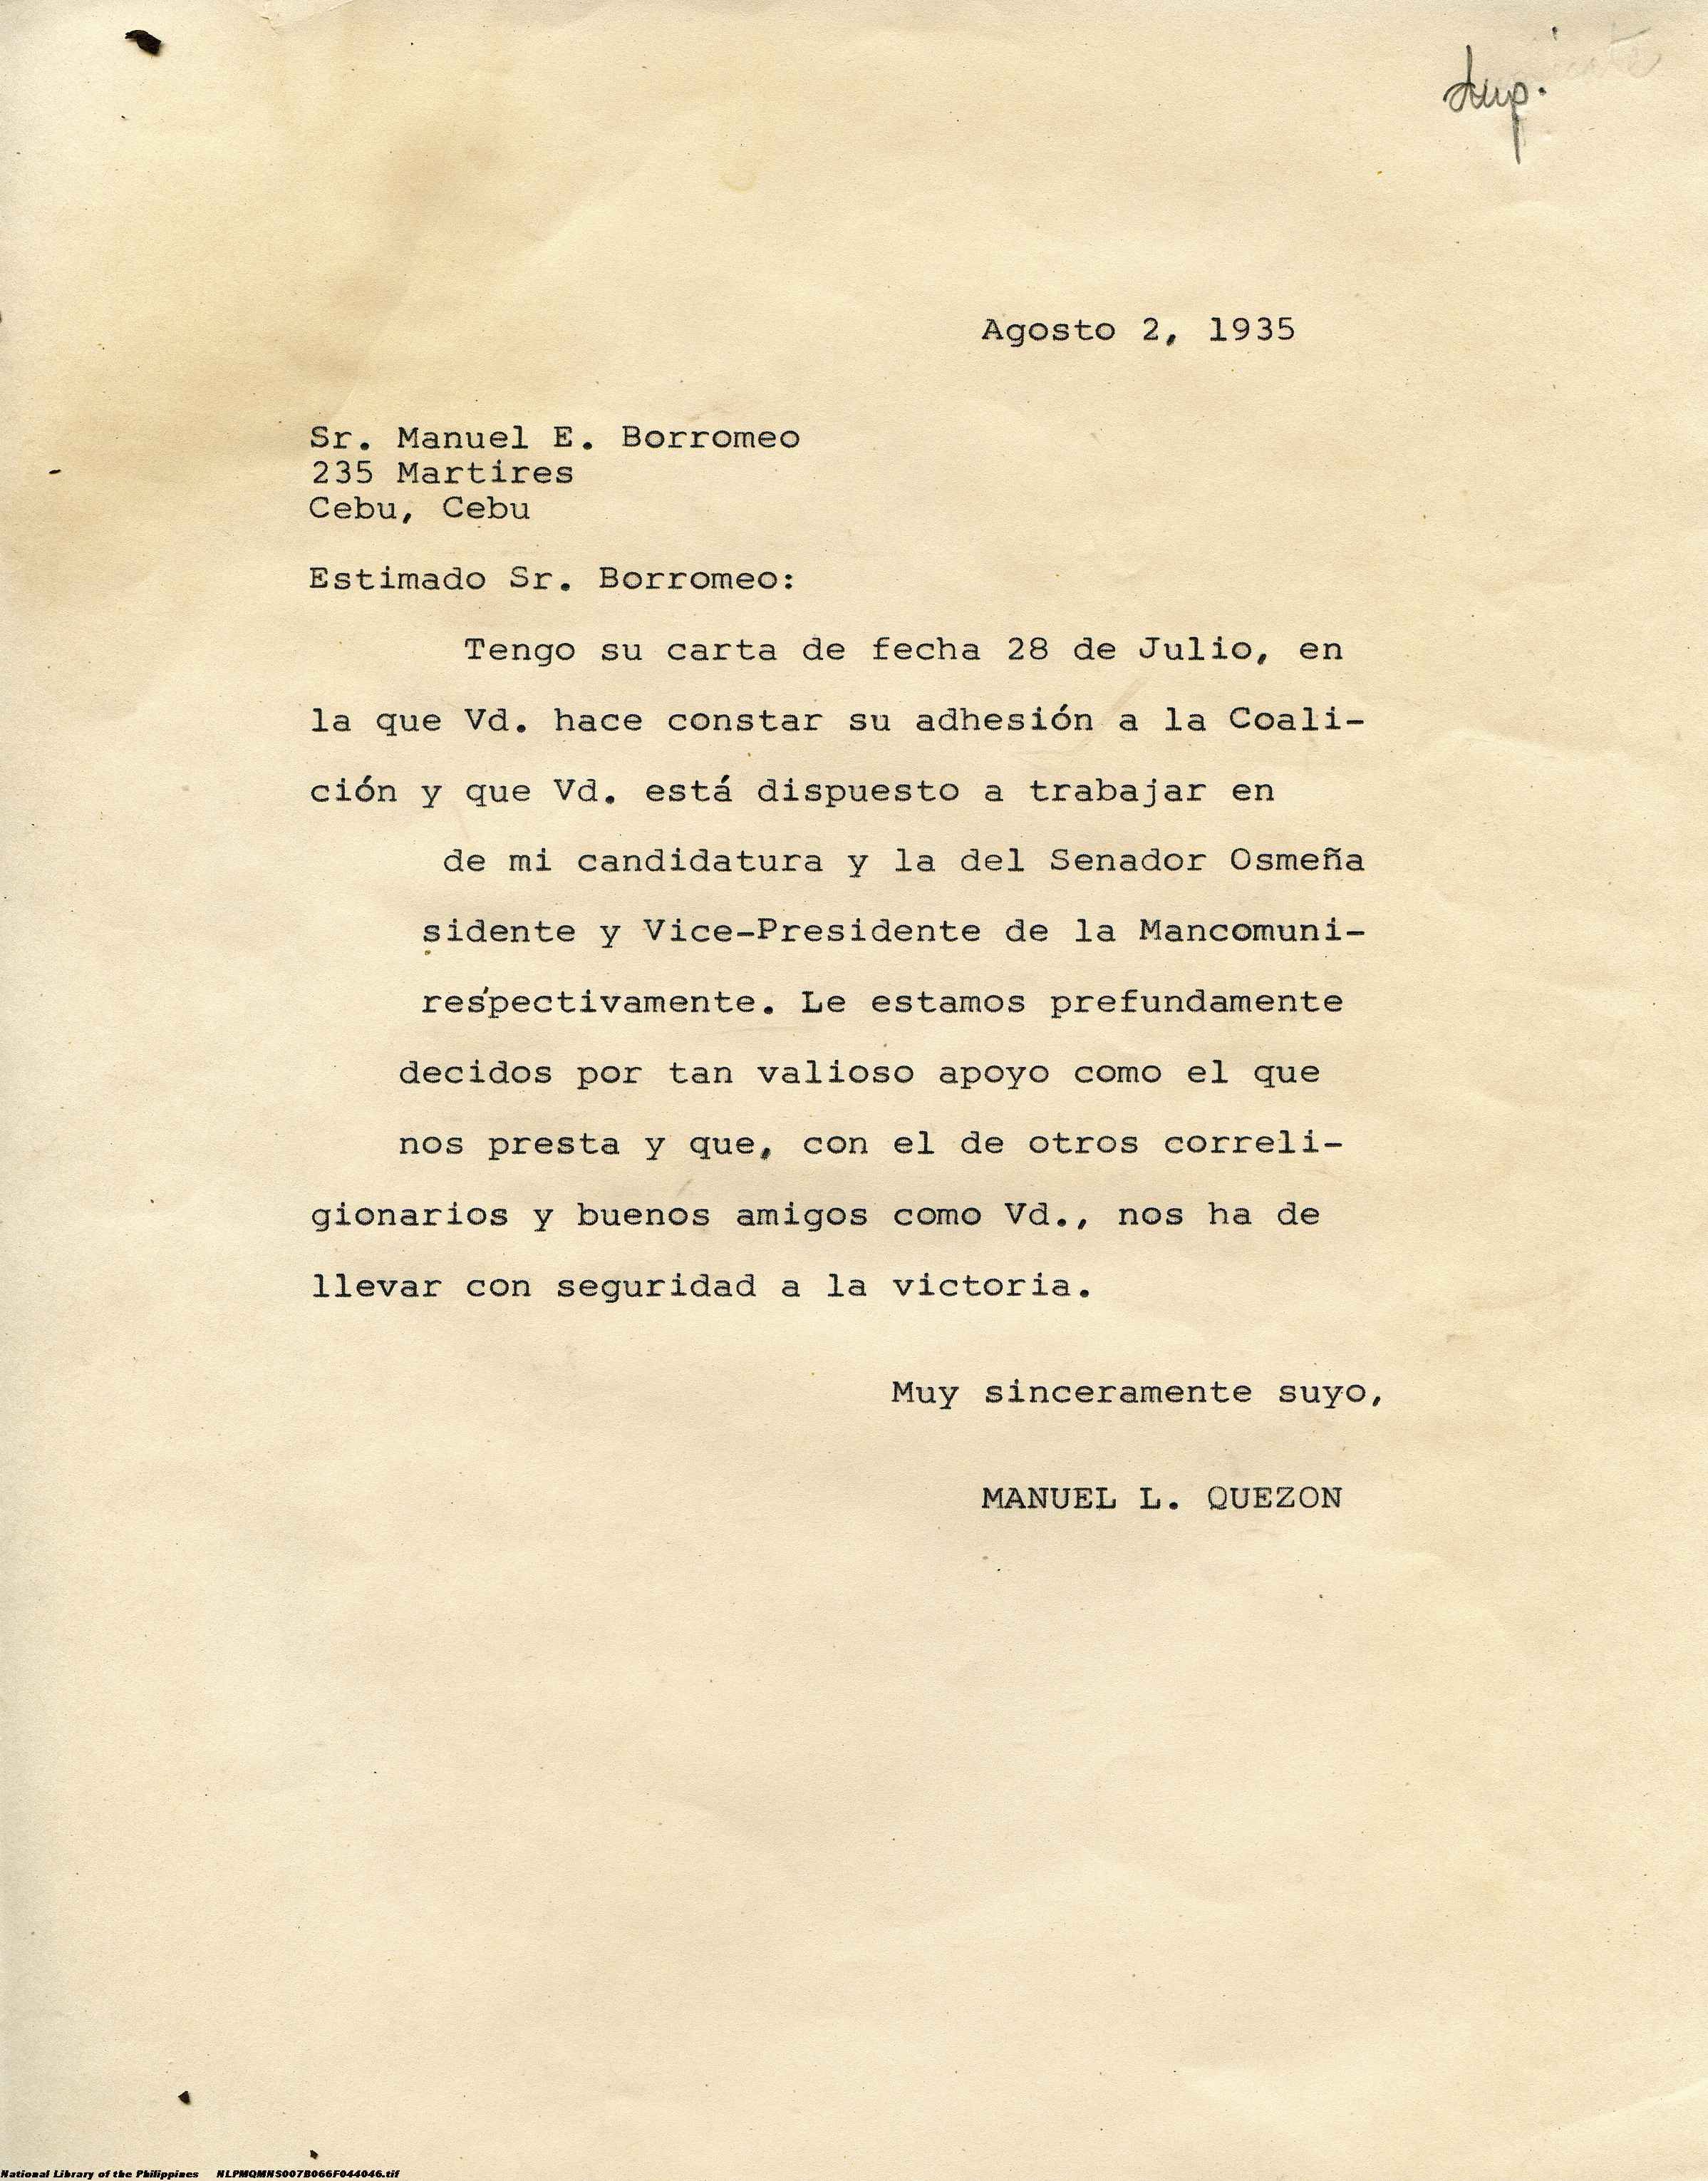 dup.
Agosto 2, 1935
Sr. Manuel E. Borromeo
235 Martires
Cebu, Cebu
Estimado Sr. Borromeo:
Tengo su carta de fecha 28 de Julio, en
la que Vd. hace constar su adhesión a la Coali-
ción y que Vd. está dispuesto a trabajar en
de mi candidatura y la del Senador Osmeña
sidente y Vice-Presidente de la Mancomuni-
respectivamente. Le estamos prefundamente
decidos por tan valioso apoyo como el que
nos presta y que, con el de otros correli-
gionarios y buenos amigos como Vd., nos ha de
llevar con seguridad a la victoria.
Muy sinceramente suyo,
MANUEL L. QUEZON
National Library of the Philippines NLPMQMNS007B066F044046.tif